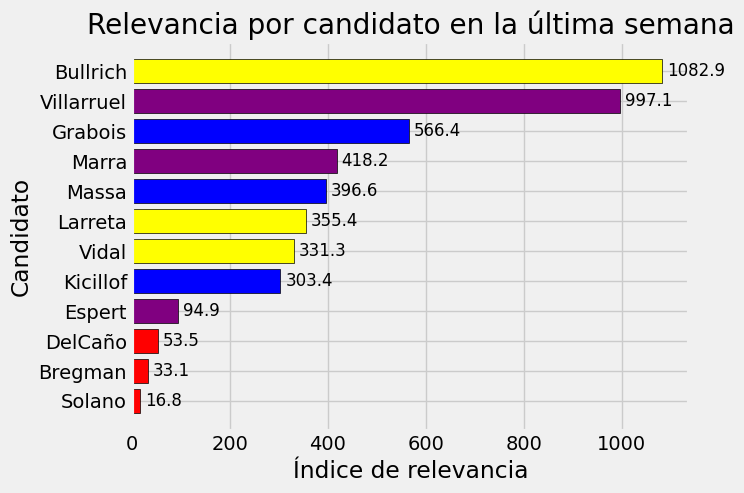 Relevancia por candidato en la última semana
Candidato
Bullrich 1082.9
Villarruel 997.1
Grabois 566.4
Marra 418.2
Massa 396.6
Larreta 355.4
Vidal 331.3
Kicillof 303.4
Espert 94.9
DelCaño 53.5
Bregman 33.1
Solano 16.8
0 200 400 600 800 1000
Índice de relevancia